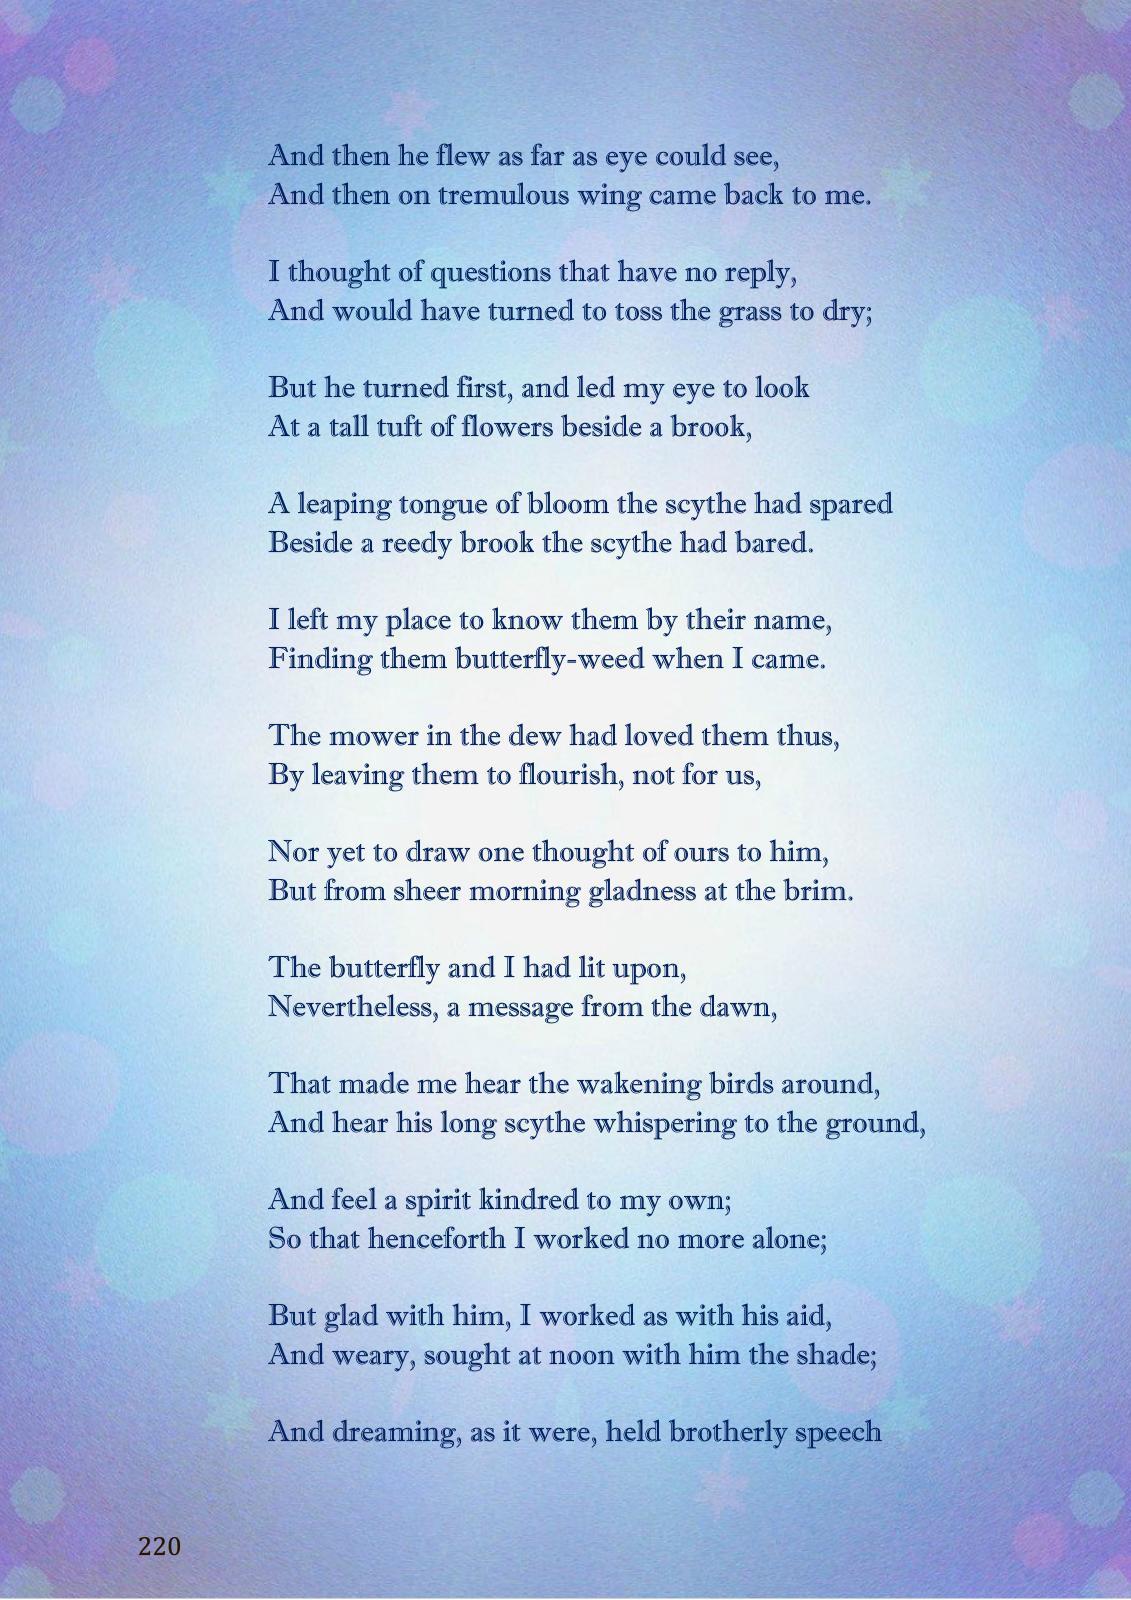 And then he flew as far as eye could see,
And then on tremulous wing came back to me.
I thought of questions that have no reply,
And would have turned to toss the grass to dry;
But he turned first, and led my eye to look
At a tall tuft of flowers beside a brook,
A leaping tongue of bloom the scythe had spared
Beside a reedy brook the scythe had bared.
I left my place to know them by their name,
Finding them butterfly-weed when I came.
The mower in the dew had loved them thus,
By leaving them to flourish, not for us,
Nor yet to draw one thought of ours to him,
But from sheer morning gladness at the brim.
The butterfly and I had lit upon,
Nevertheless, a message from the dawn,
That made me hear the wakening birds around,
And hear his long scythe whispering to the ground,
And feel a spirit kindred to my own;
So that henceforth I worked no more alone;
But glad with him, I worked as with his aid,
And weary, sought at noon with him the shade;
And dreaming, as it were, held brotherly speech
220